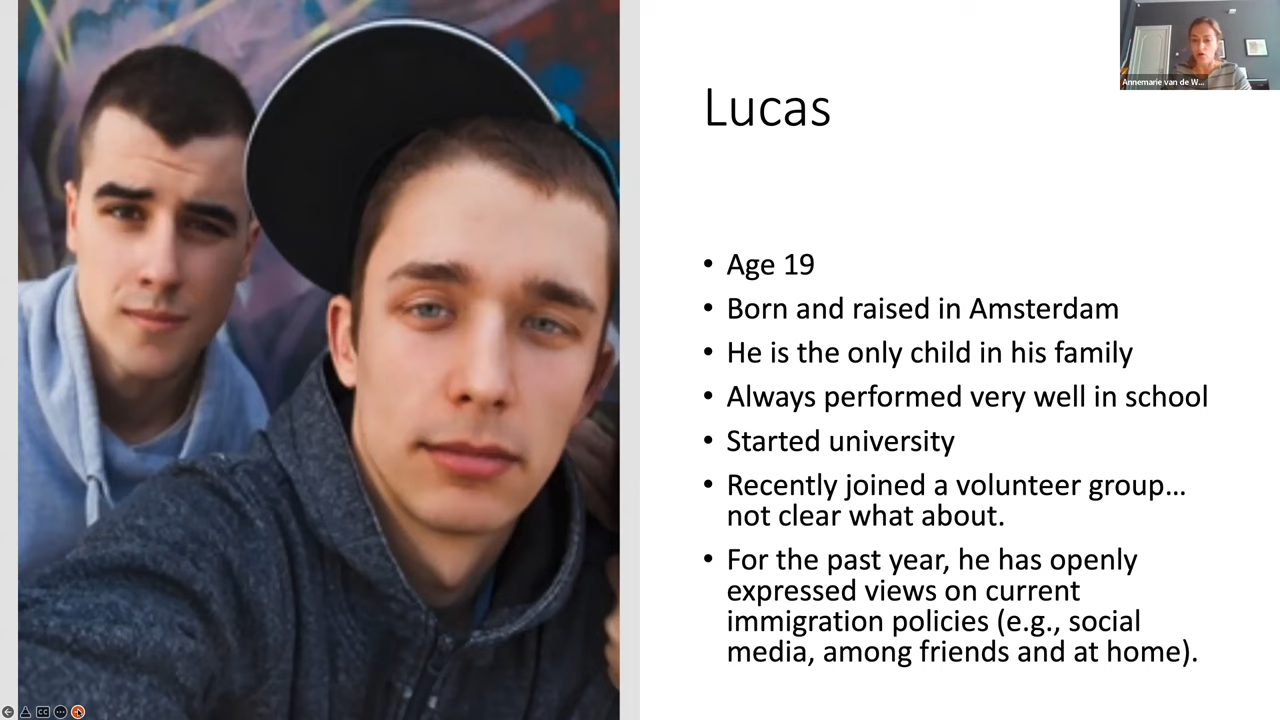 Annemarie van de W...
Lucas
• Age 19
• Born and raised in Amsterdam
• He is the only child in his family
• Always performed very well in school
• Started university
• Recently joined a volunteer group…
not clear what about.
• For the past year, he has openly
expressed views on current
immigration policies (e.g., social
media, among friends and at home).
CC